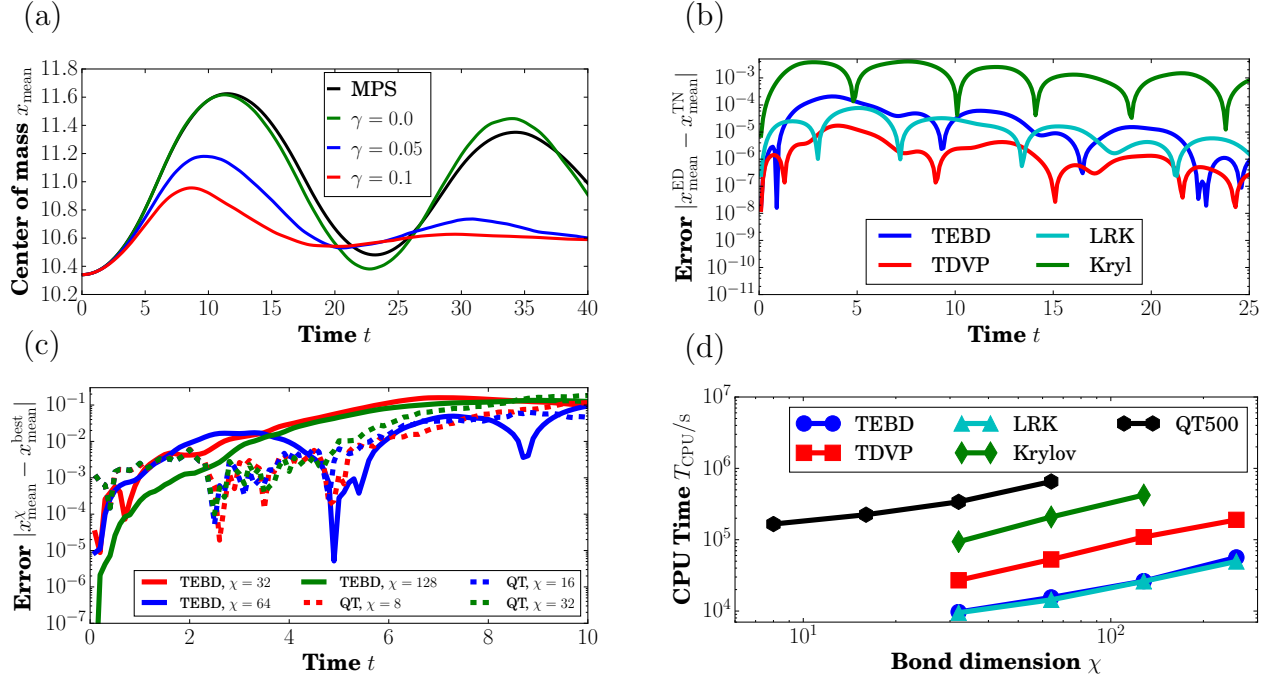 (a)
Center of mass x_mean
11.8
11.6
11.4
11.2
11.0
10.8
10.6
10.4
10.2
0 5 10 15 20 25 30 35 40
Time t
MPS
γ = 0.0
γ = 0.05
γ = 0.1
(b)
Error |x^ED_mean − x^TN_mean|
10^−3
10^−4
10^−5
10^−6
10^−7
10^−8
10^−9
10^−10
10^−11
0 5 10 15 20 25
Time t
TEBD LRK
TDVP Kryl
(c)
Error |x^χ_mean − x^best_mean|
10^−1
10^−2
10^−3
10^−4
10^−5
10^−6
10^−7
0 2 4 6 8 10
Time t
TEBD, χ = 32 TEBD, χ = 128 QT, χ = 16
TEBD, χ = 64 QT, χ = 8 QT, χ = 32
(d)
CPU Time T_CPU/s
10^7
10^6
10^5
10^4
10^1 10^2
Bond dimension χ
TEBD LRK QT500
TDVP Krylov